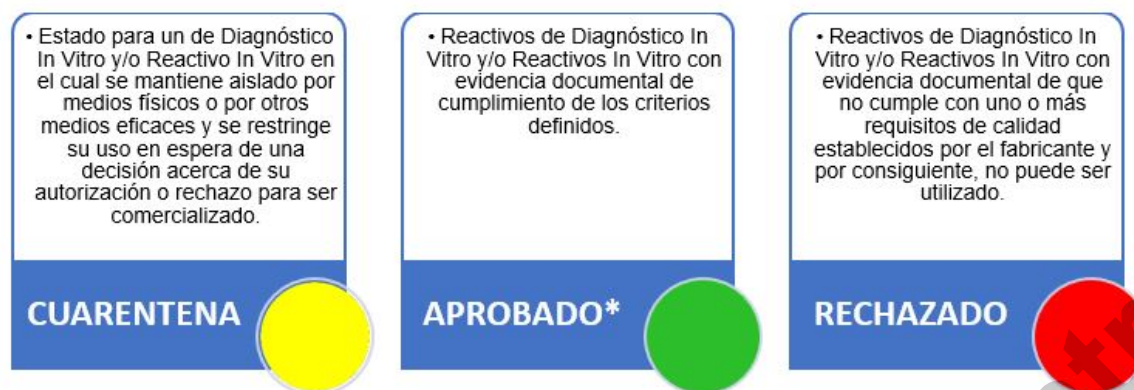 • Estado para un de Diagnóstico
In Vitro y/o Reactivo In Vitro en
el cual se mantiene aislado por
medios físicos o por otros
medios eficaces y se restringe
su uso en espera de una
decisión acerca de su
autorización o rechazo para ser
comercializado.
CUARENTENA
• Reactivos de Diagnóstico In
Vitro y/o Reactivos In Vitro con
evidencia documental de
cumplimiento de los criterios
definidos.
APROBADO*
• Reactivos de Diagnóstico In
Vitro y/o Reactivos In Vitro con
evidencia documental de que
no cumple con uno o más
requisitos de calidad
establecidos por el fabricante y
por consiguiente, no puede ser
utilizado.
RECHAZADO